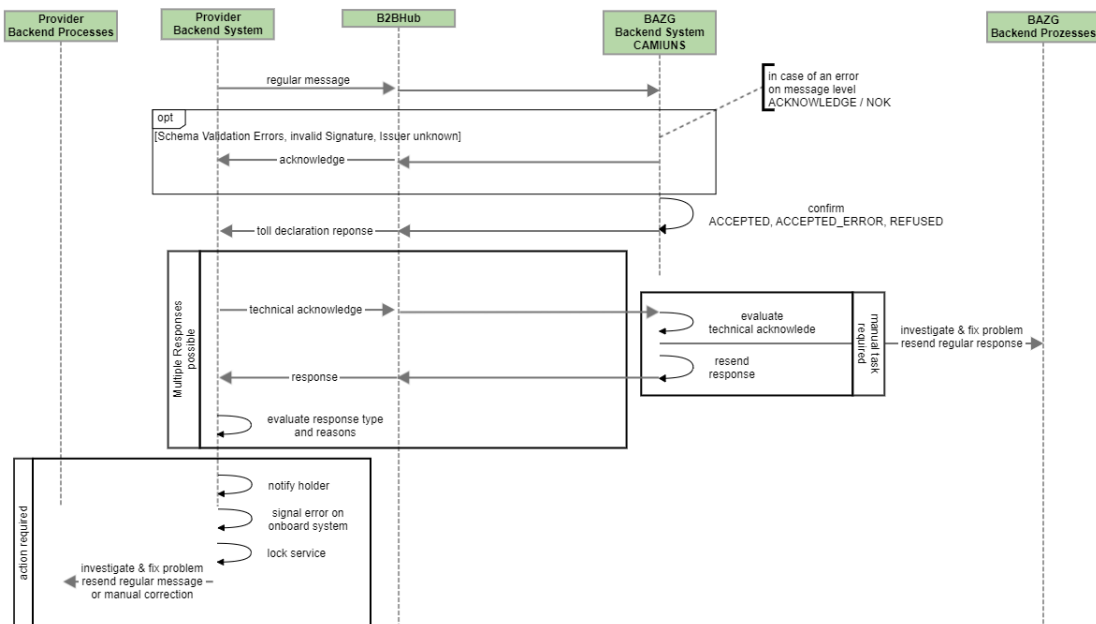 Provider
Backend Processes
Provider
Backend System
B2BHub
BAZG
Backend System
CAMIUNS
BAZG
Backend Prozesses
regular message
in case of an error
on message level
ACKNOWLEDGE / NOK
opt
[Schema Validation Errors, invalid Signature, Issuer unknown]
acknowledge
confirm
ACCEPTED, ACCEPTED_ERROR, REFUSED
toll declaration reponse
Multiple Responses
possible
technical acknowledge
evaluate
technical acknowlede
manual task
required
investigate & fix problem
resend regular response
resend
response
response
evaluate response type
and reasons
action required
notify holder
signal error on
onboard system
lock service
investigate & fix problem
resend regular message
or manual correction